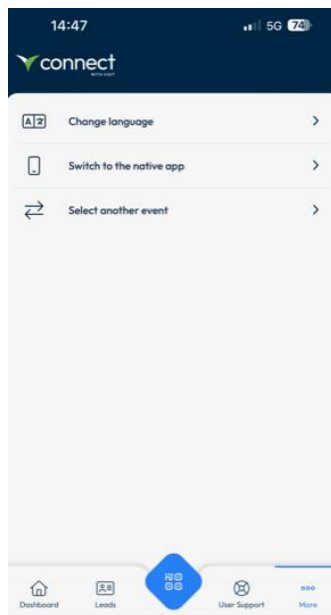 14:47
5G 74
connect
WITH VISIT
Change language
Switch to the native app
Select another event
Dashboard
Leads
User Support
More